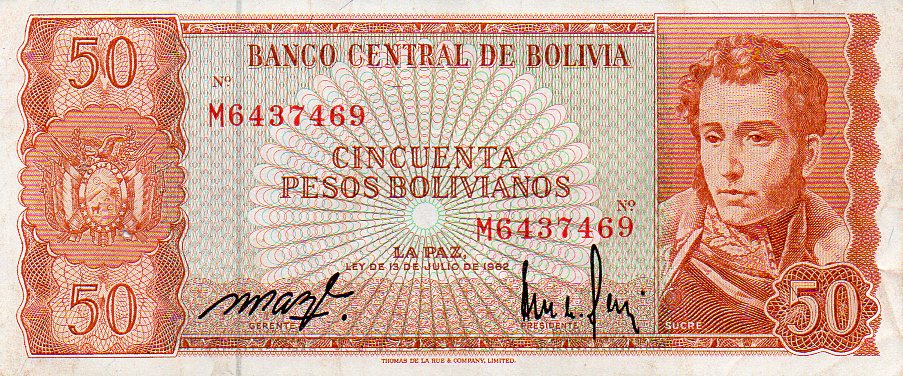 50
BANCO CENTRAL DE BOLIVIA
Nº
M6437469
CINCUENTA
PESOS BOLIVIANOS
Nº
M6437469
LA PAZ,
LEY DE 13 DE JULIO DE 1962
50
GERENTE
PRESIDENTE
SUCRE
50
THOMAS DE LA RUE & COMPANY, LIMITED.